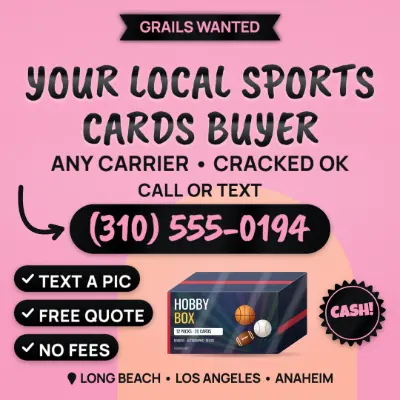 GRAILS WANTED
YOUR LOCAL SPORTS
CARDS BUYER
ANY CARRIER • CRACKED OK
CALL OR TEXT
(310) 555-0194
TEXT A PIC
FREE QUOTE
NO FEES
HOBBY
BOX
CASH!
LONG BEACH • LOS ANGELES • ANAHEIM